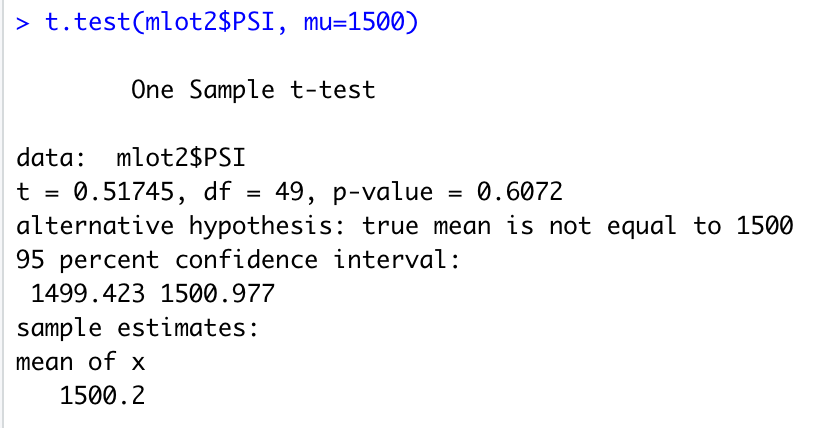 > t.test(mlot2$PSI, mu=1500)
One Sample t-test
data:  mlot2$PSI
t = 0.51745, df = 49, p-value = 0.6072
alternative hypothesis: true mean is not equal to 1500
95 percent confidence interval:
1499.423 1500.977
sample estimates:
mean of x
1500.2